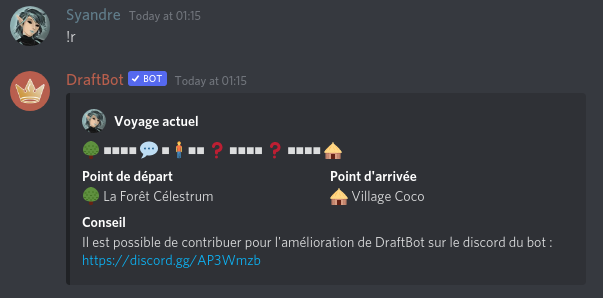 Syandre Today at 01:15
!r
DraftBot ✓ BOT Today at 01:15
Voyage actuel
🌳 ■■■■ 💬 ■ 🧍 ■■ ❓ ■■■■ ❓ ■■■■ 🛖
Point de départ Point d'arrivée
🌳 La Forêt Célestrum 🛖 Village Coco
Conseil
Il est possible de contribuer pour l'amélioration de DraftBot sur le discord du bot :
https://discord.gg/AP3Wmzb